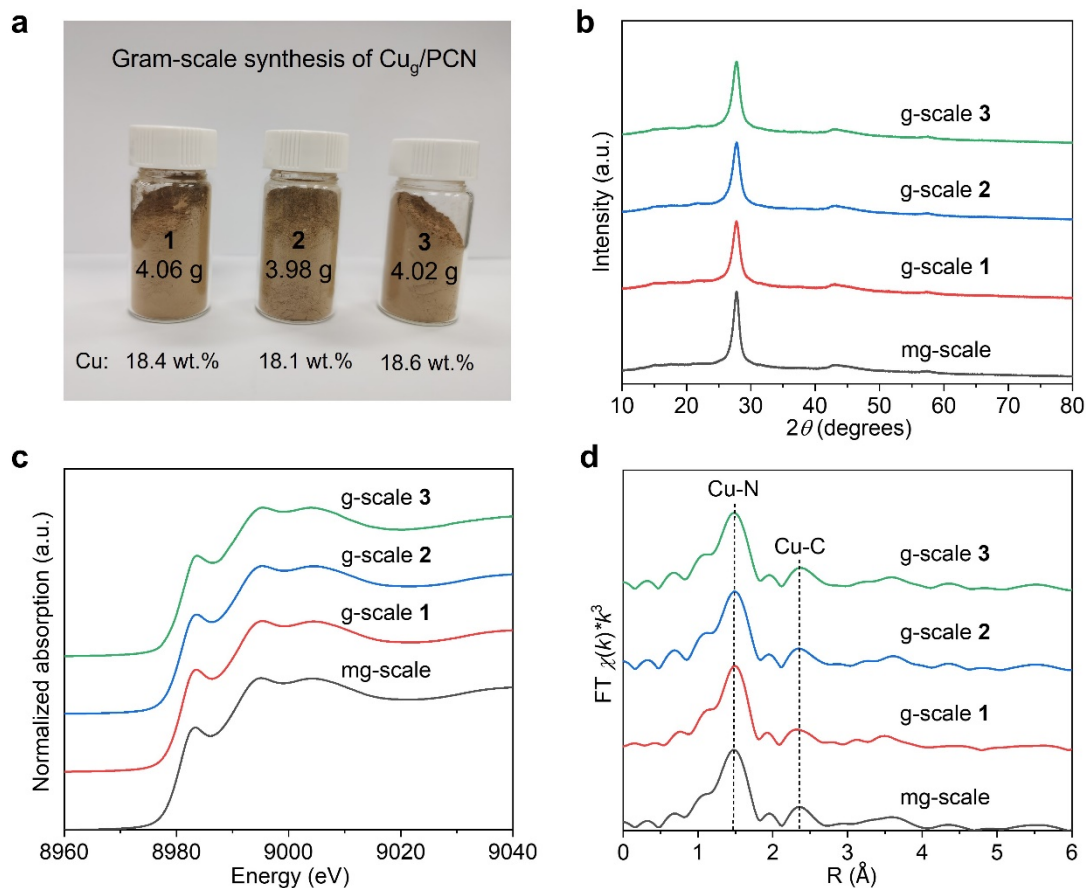 a
Gram-scale synthesis of Cug/PCN
1
4.06 g
2
3.98 g
3
4.02 g
Cu: 18.4 wt.% 18.1 wt.% 18.6 wt.%
b
Intensity (a.u.)
g-scale 3
g-scale 2
g-scale 1
mg-scale
10 20 30 40 50 60 70 80
2θ (degrees)
c
Normalized absorption (a.u.)
g-scale 3
g-scale 2
g-scale 1
mg-scale
8960 8980 9000 9020 9040
Energy (eV)
d
FT χ(k)*k³
Cu-N
Cu-C
g-scale 3
g-scale 2
g-scale 1
mg-scale
0 1 2 3 4 5 6
R (Å)